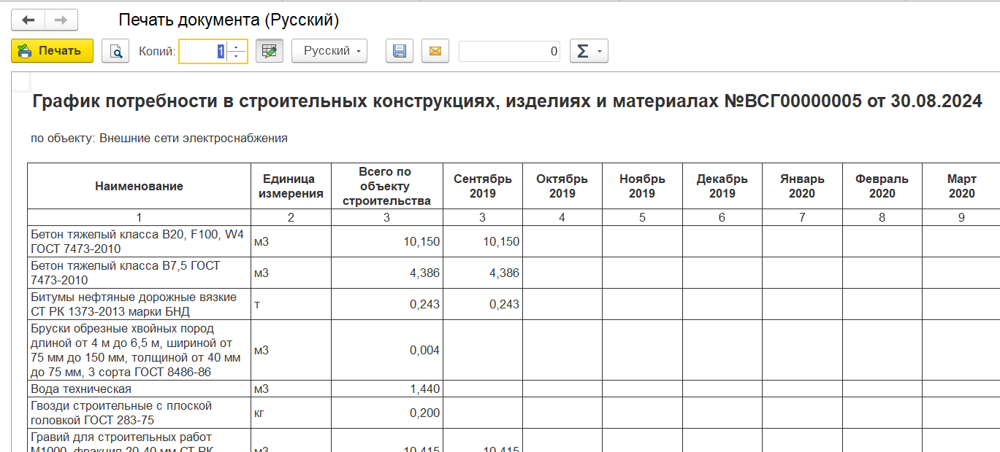 Печать документа (Русский)
Печать
Копий:
1
Русский
0
Σ
График потребности в строительных конструкциях, изделиях и материалах №ВСГ00000005 от 30.08.2024
по объекту: Внешние сети электроснабжения
Наименование
Единица
измерения
Всего по
объекту
строительства
Сентябрь
2019
Октябрь
2019
Ноябрь
2019
Декабрь
2019
Январь
2020
Февраль
2020
Март
2020
1 2 3 3 4 5 6 7 8 9
Бетон тяжелый класса В20, F100, W4
ГОСТ 7473-2010
м3 10,150 10,150
Бетон тяжелый класса В7,5 ГОСТ
7473-2010
м3 4,386 4,386
Битумы нефтяные дорожные вязкие
СТ РК 1373-2013 марки БНД
т 0,243 0,243
Бруски обрезные хвойных пород
длиной от 4 м до 6,5 м, шириной от
75 мм до 150 мм, толщиной от 40 мм
до 75 мм, 3 сорта ГОСТ 8486-86
м3 0,004
Вода техническая м3 1,440
Гвозди строительные с плоской
головкой ГОСТ 283-75
кг 0,200
Гравий для строительных работ
М1000, фракция 20-40 мм СТ РК
м3 10,415 10,415